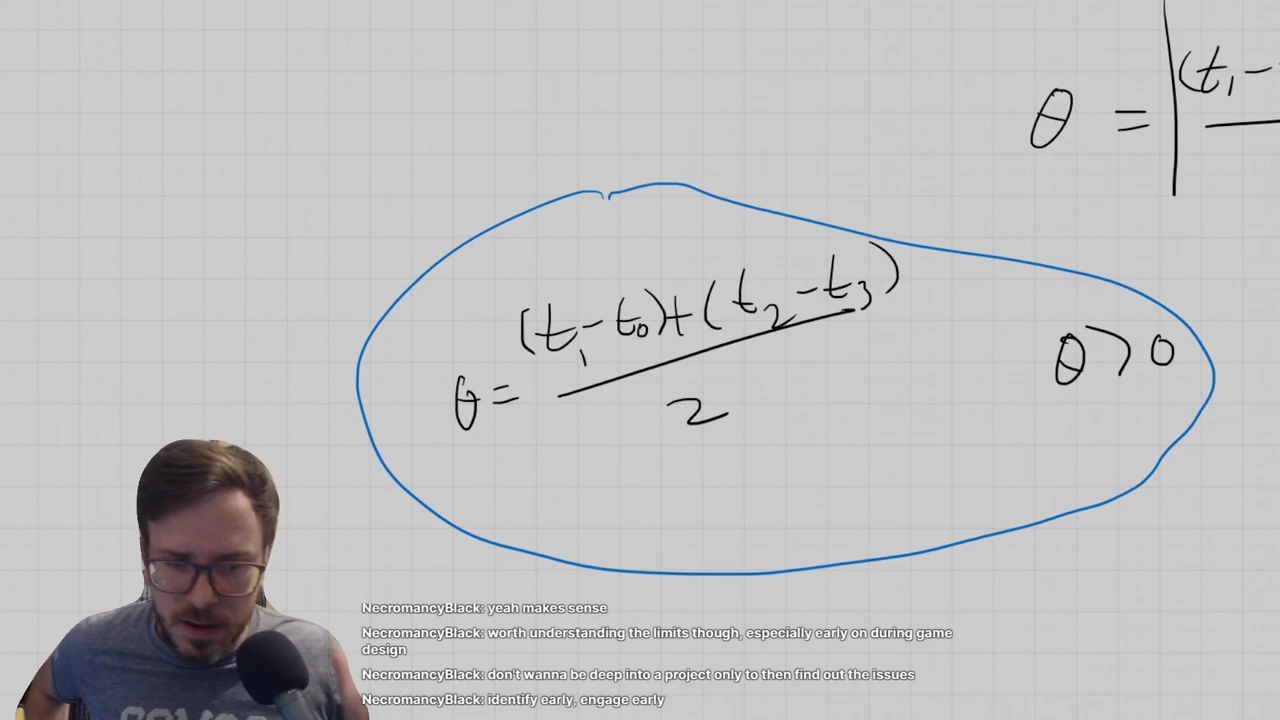 θ = |(t₁ -
θ = (t₁ - t₀) + (t₂ - t₃) / 2
θ > 0
NecromancyBlack: yeah makes sense
NecromancyBlack: worth understanding the limits though, especially early on during game
design
NecromancyBlack: don't wanna be deep into a project only to then find out the issues
NecromancyBlack: identify early, engage early